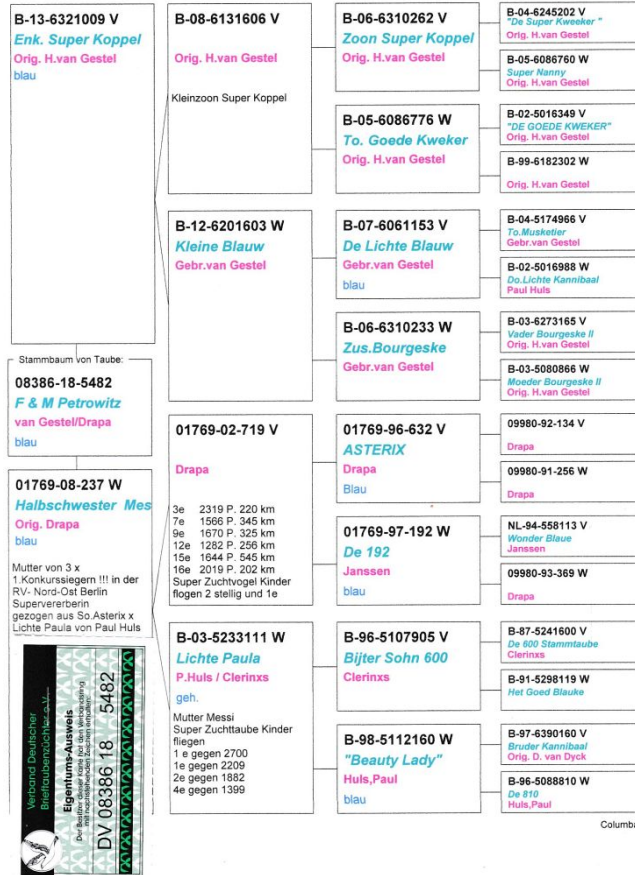 B-13-6321009 V
Enk. Super Koppel
Orig. H.van Gestel
blau
Stammbaum von Taube:
08386-18-5482
F & M Petrowitz
van Gestel/Drapa
blau
01769-08-237 W
Halbschwester Mes
Orig. Drapa
blau
Mutter von 3 x
1.Konkurssiegern !!! in der
RV- Nord-Ost Berlin
Supervererberin
gezogen aus So.Asterix x
Lichte Paula von Paul Huls
Verband Deutscher
Brieftaubenzüchter e.V.
Eigentums-Ausweis
Der Besitzer dieser Karte hat den Verbandsring
mit nachstehenden Zeichen erhalten:
DV 08386 18 5482
B-08-6131606 V
Orig. H.van Gestel
Kleinzoon Super Koppel
B-12-6201603 W
Kleine Blauw
Gebr.van Gestel
01769-02-719 V
Drapa
3e 2319 P. 220 km
7e 1566 P. 345 km
9e 1670 P. 325 km
12e 1282 P. 256 km
15e 1644 P. 545 km
16e 2019 P. 202 km
Super Zuchtvogel Kinder
flogen 2 stellig und 1e
B-03-5233111 W
Lichte Paula
P.Huls / Clerinxs
geh.
Mutter Messi
Super Zuchttaube Kinder
fliegen
1 e gegen 2700
1e gegen 2209
2e gegen 1882
4e gegen 1399
B-06-6310262 V
Zoon Super Koppel
Orig. H.van Gestel
B-05-6086776 W
To. Goede Kweker
Orig. H.van Gestel
B-07-6061153 V
De Lichte Blauw
Gebr.van Gestel
blau
B-06-6310233 W
Zus.Bourgeske
Gebr.van Gestel
01769-96-632 V
ASTERIX
Drapa
Blau
01769-97-192 W
De 192
Janssen
blau
B-96-5107905 V
Bijter Sohn 600
Clerinxs
B-98-5112160 W
"Beauty Lady"
Huls,Paul
blau
B-04-6245202 V
"De Super Kweeker "
Orig. H.van Gestel
B-05-6086760 W
Super Nanny
Orig. H.van Gestel
B-02-5016349 V
"DE GOEDE KWEKER"
Orig. H.van Gestel
B-99-6182302 W
Orig. H.van Gestel
B-04-5174966 V
To.Musketier
Gebr.van Gestel
B-02-5016988 W
Do.Lichte Kannibaal
Paul Huls
B-03-6273165 V
Vader Bourgeske II
Orig. H.van Gestel
B-03-5080866 W
Moeder Bourgeske II
Orig. H.van Gestel
09980-92-134 V
Drapa
09980-91-256 W
Drapa
NL-94-558113 V
Wonder Blaue
Janssen
09980-93-369 W
Drapa
B-87-5241600 V
De 600 Stammtaube
Clerinxs
B-91-5298119 W
Het Goed Blauke
B-97-6390160 V
Bruder Kannibaal
Orig. D. van Dyck
B-96-5088810 W
De 810
Huls,Paul
Columba